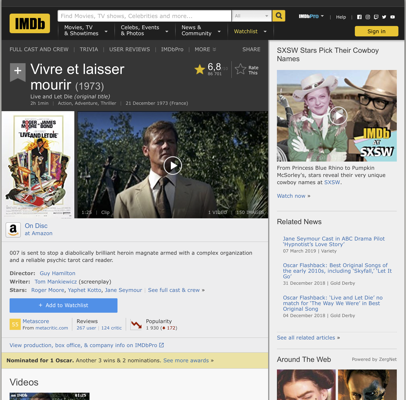 IMDb
Find Movies, TV shows, Celebrities and more...
All
IMDbPro
Help
Movies, TV
& Showtimes
Celebs, Events
& Photos
News &
Community
Watchlist
Sign in
FULL CAST AND CREW | TRIVIA | USER REVIEWS | IMDbPro | MORE
SHARE
Vivre et laisser
mourir (1973)
Live and Let Die (original title)
2h 1min | Action, Adventure, Thriller | 21 December 1973 (France)
6,8
Rate
This
LIVE AND LET DIE
1:25 | Clip
1 VIDEO | 150 IMAGES
On Disc
at Amazon
007 is sent to stop a diabolically brilliant heroin magnate armed with a complex organization
and a reliable psychic tarot card reader.
Director: Guy Hamilton
Writer: Tom Mankiewicz (screenplay)
Stars: Roger Moore, Yaphet Kotto, Jane Seymour | See full cast & crew »
+ Add to Watchlist
Metascore
From metacritic.com
Reviews
267 user | 124 critic
Popularity
1 930 (172)
View production, box office, & company info on IMDbPro
Nominated for 1 Oscar. Another 3 wins & 2 nominations. See more awards »
Videos
SXSW Stars Pick Their Cowboy
Names
IMDb
AT
SXSW
From Princess Blue Rhino to Pumpkin
McSorley's, stars reveal their very unique
cowboy names at SXSW.
Watch now »
Related News
Jane Seymour Cast in ABC Drama Pilot
'Hypnotist's Love Story'
07 March 2019 | Variety
Oscar Flashback: Best Original Songs of
the early 2010s, including 'Skyfall,' 'Let It
Go'
21 December 2018 | Gold Derby
Oscar Flashback: 'Live and Let Die' no
match for 'The Way We Were' in Best
Original Song
04 December 2018 | Gold Derby
See all related articles »
Around The Web
Powered by ZergNet